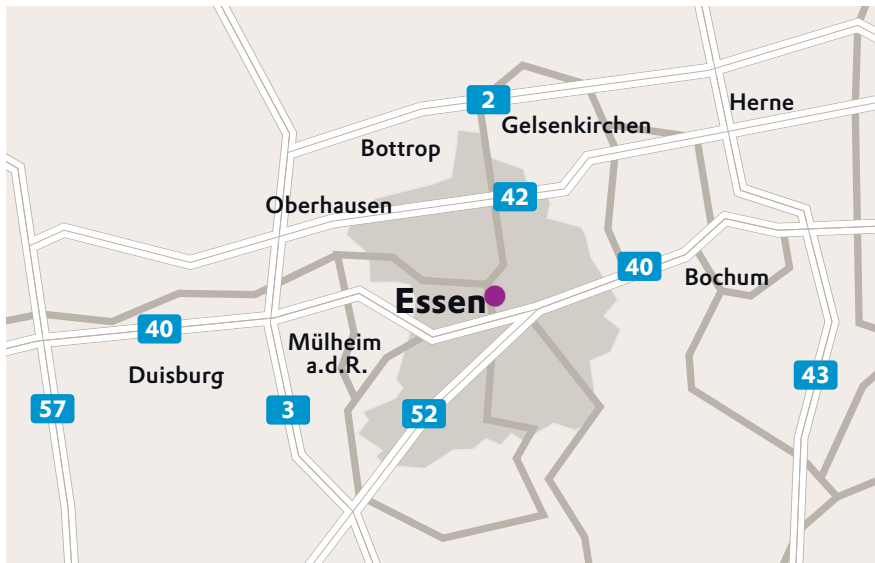 2
Herne
Gelsenkirchen
Bottrop
42
Oberhausen
40
Bochum
Essen
40
Mülheim
a.d.R.
Duisburg
43
57
3
52